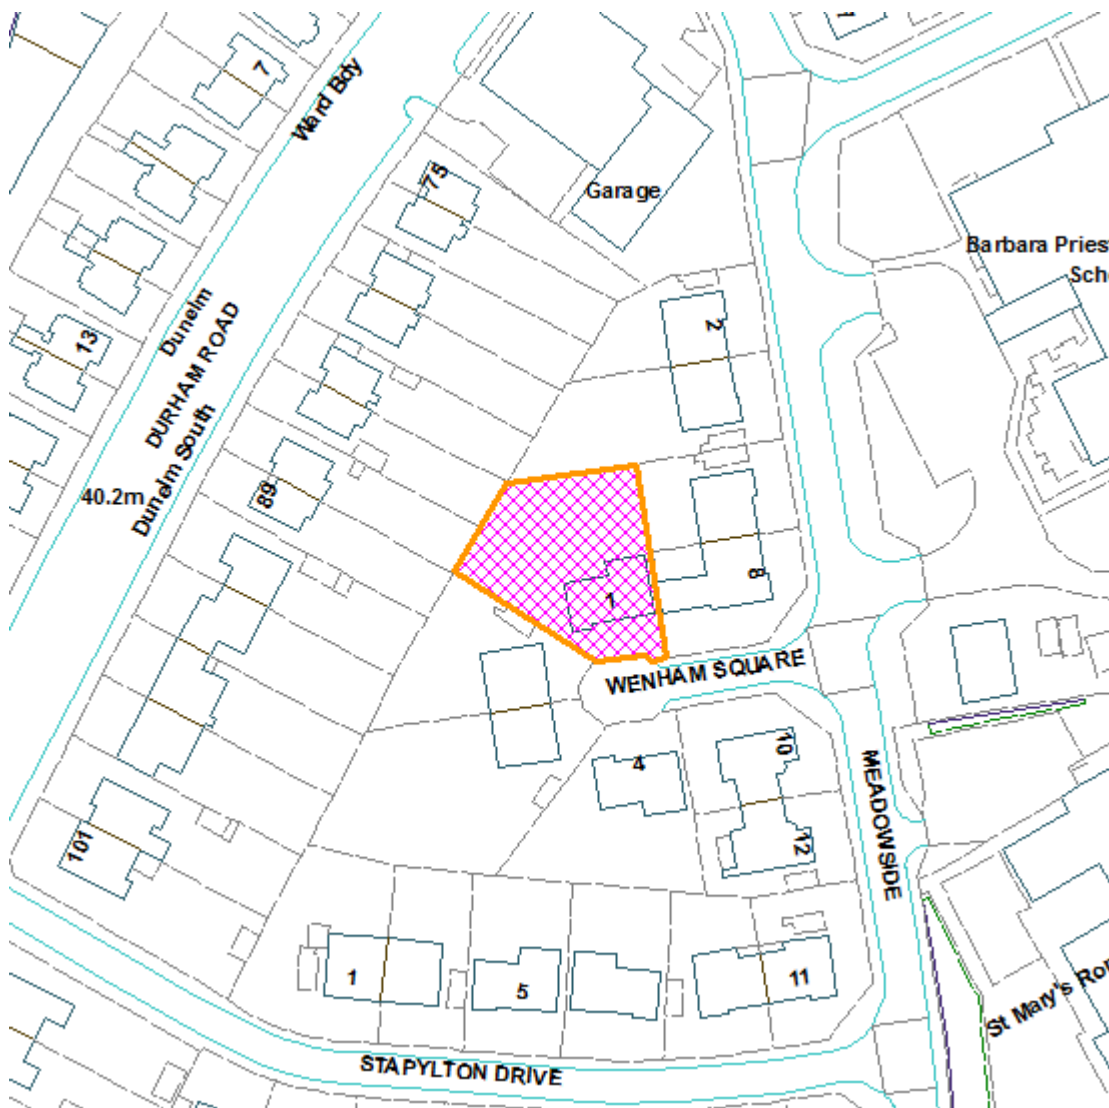 7
Ward Bdy
75
Garage
Barbara Pries
Sch
Dunelm
DURHAM ROAD
Dunelm South
13
2
40.2m
89
1
8
WENHAM SQUARE
4
10
12
MEADOWSIDE
101
1
5
11
St Mary's Ro
STAPYLTON DRIVE